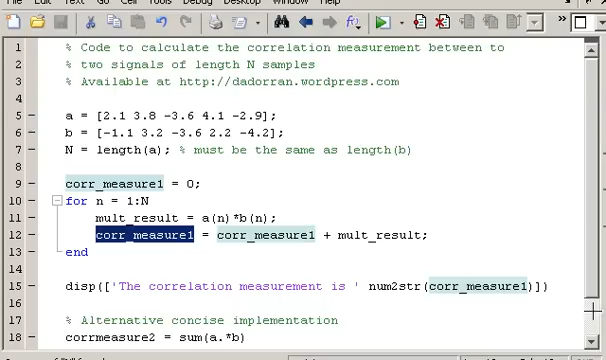 File Edit Text Go Cell Tools Debug Desktop Window Help
1 % Code to calculate the correlation measurement between to
2 % two signals of length N samples
3 % Available at http://dadorran.wordpress.com
4
5 a = [2.1 3.8 -3.6 4.1 -2.9];
6 b = [-1.1 3.2 -3.6 2.2 -4.2];
7 N = length(a); % must be the same as length(b)
8
9 corr_measure1 = 0;
10 for n = 1:N
11 mult_result = a(n)*b(n);
12 corr_measure1 = corr_measure1 + mult_result;
13 end
14
15 disp(['The correlation measurement is ' num2str(corr_measure1)])
16
17 % Alternative concise implementation
18 corrmeasure2 = sum(a.*b)